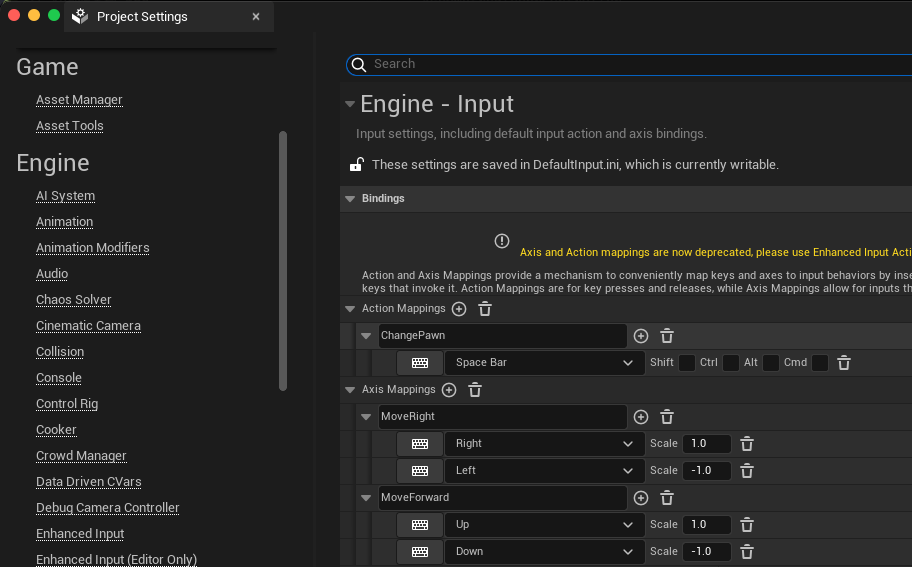 Project Settings
Game
Asset Manager
Asset Tools
Engine
AI System
Animation
Animation Modifiers
Audio
Chaos Solver
Cinematic Camera
Collision
Console
Control Rig
Cooker
Crowd Manager
Data Driven CVars
Debug Camera Controller
Enhanced Input
Enhanced Input (Editor Only)
Search
Engine - Input
Input settings, including default input action and axis bindings.
These settings are saved in DefaultInput.ini, which is currently writable.
Bindings
Axis and Action mappings are now deprecated, please use Enhanced Input Acti
Action and Axis Mappings provide a mechanism to conveniently map keys and axes to input behaviors by inse
keys that invoke it. Action Mappings are for key presses and releases, while Axis Mappings allow for inputs th
Action Mappings
ChangePawn
Space Bar Shift Ctrl Alt Cmd
Axis Mappings
MoveRight
Right Scale 1.0
Left Scale -1.0
MoveForward
Up Scale 1.0
Down Scale -1.0